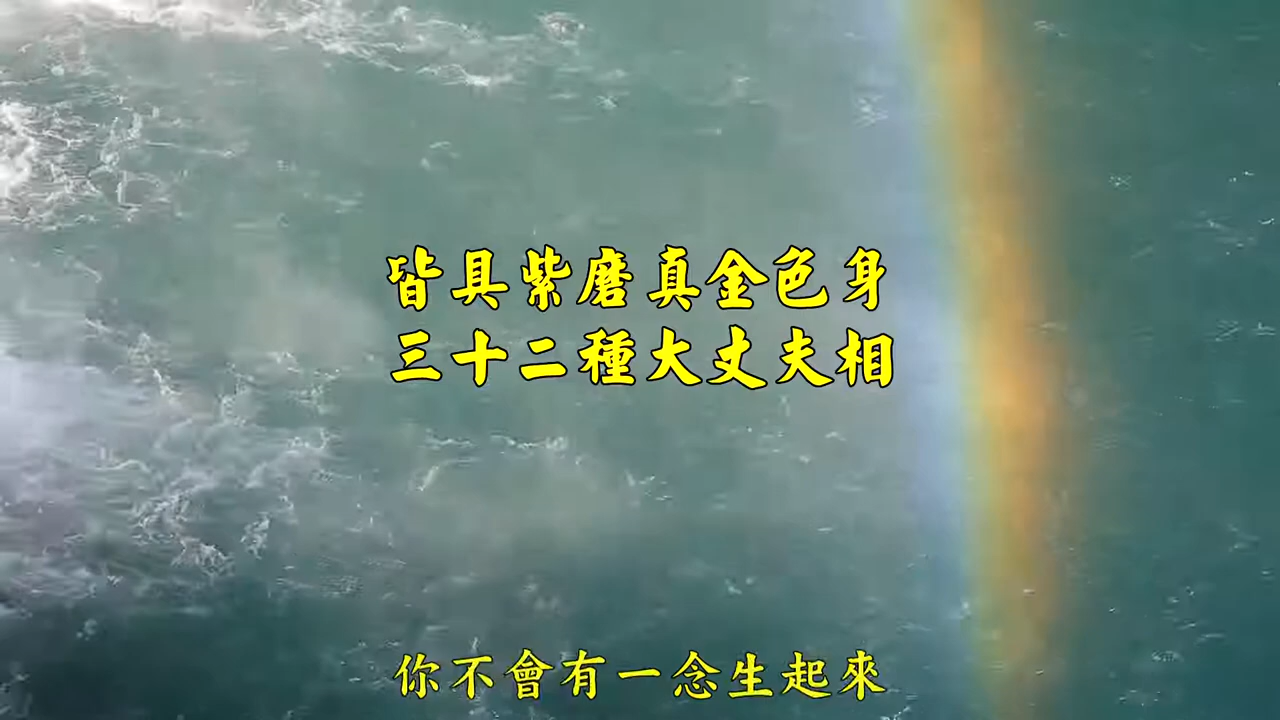 皆具紫磨真金色身
三十二種大丈夫相
你不會有一念生起來